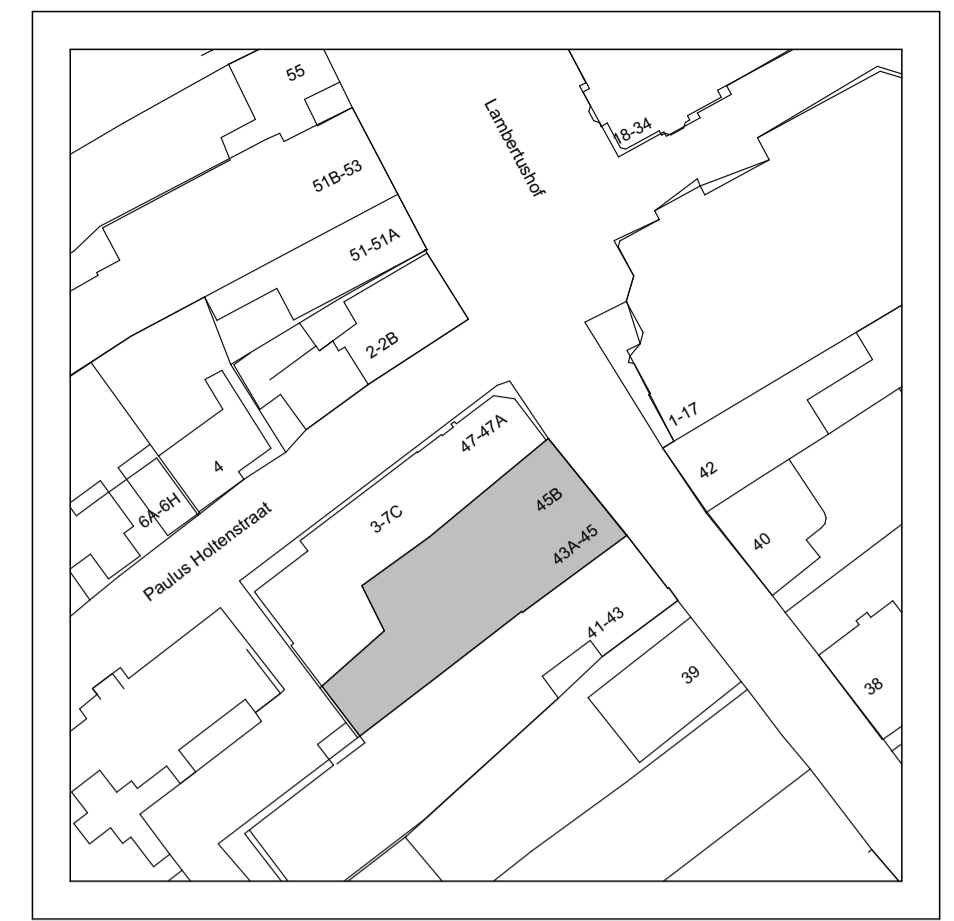 55
Lambertushof
18-34
51B-53
51-51A
2-2B
1-17
47-47A
42
4
45B
6A-6H
3-7C
40
43A-45
Paulus Holtenstraat
41-43
39
38